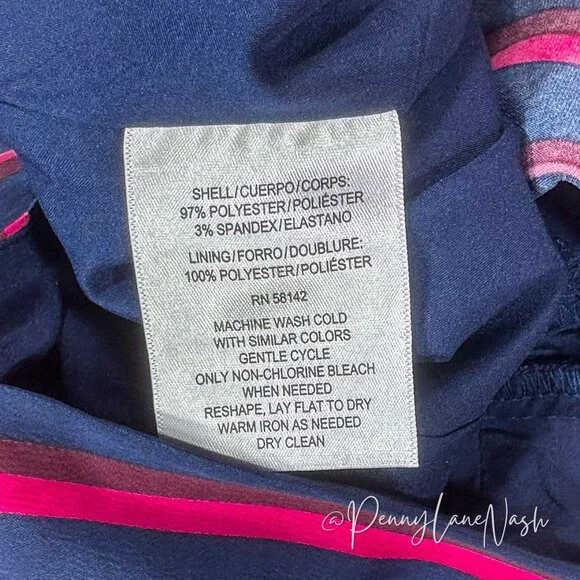 SHELL/CUERPO/CORPS:
97% POLYESTER/POLIÉSTER
3% SPANDEX/ELASTANO
LINING/FORRO/DOUBLURE:
100% POLYESTER/POLIÉSTER
RN 58142
MACHINE WASH COLD
WITH SIMILAR COLORS
GENTLE CYCLE
ONLY NON-CHLORINE BLEACH
WHEN NEEDED
RESHAPE, LAY FLAT TO DRY
WARM IRON AS NEEDED
DRY CLEAN
@PennyLaneNash